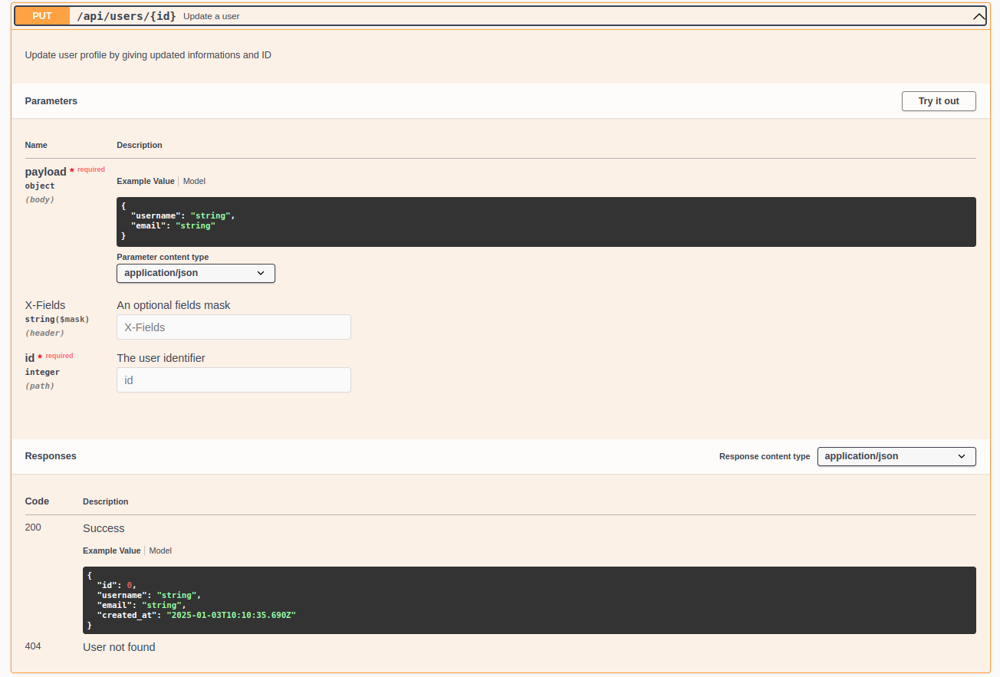 PUT /api/users/{id} Update a user
Update user profile by giving updated informations and ID
Parameters Try it out
Name Description
payload * required
object
(body)
Example Value Model
{
  "username": "string",
  "email": "string"
}
Parameter content type
application/json
X-Fields An optional fields mask
string($mask)
(header)
X-Fields
id * required The user identifier
integer
(path)
id
Responses Response content type application/json
Code Description
200 Success
Example Value Model
{
  "id": 0,
  "username": "string",
  "email": "string",
  "created_at": "2025-01-03T10:10:35.690Z"
}
404 User not found